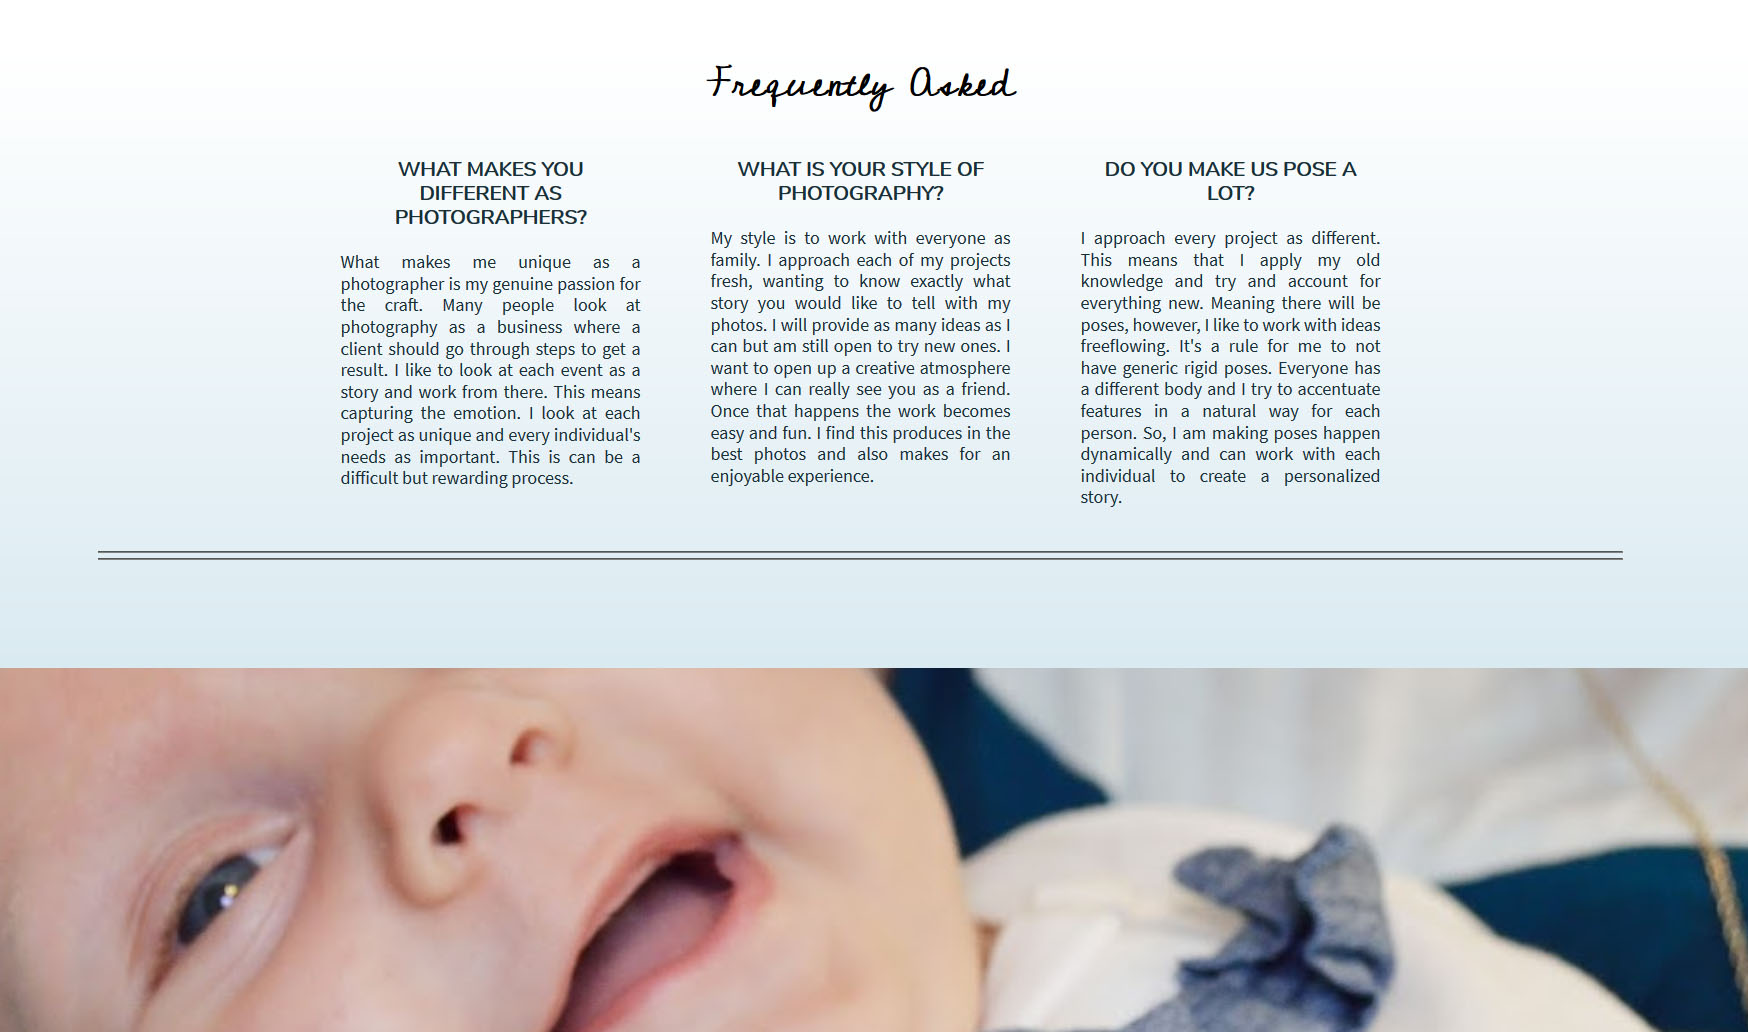 Frequently Asked
WHAT MAKES YOU
DIFFERENT AS
PHOTOGRAPHERS?
What makes me unique as a
photographer is my genuine passion for
the craft. Many people look at
photography as a business where a
client should go through steps to get a
result. I like to look at each event as a
story and work from there. This means
capturing the emotion. I look at each
project as unique and every individual's
needs as important. This is can be a
difficult but rewarding process.
WHAT IS YOUR STYLE OF
PHOTOGRAPHY?
My style is to work with everyone as
family. I approach each of my projects
fresh, wanting to know exactly what
story you would like to tell with my
photos. I will provide as many ideas as I
can but am still open to try new ones. I
want to open up a creative atmosphere
where I can really see you as a friend.
Once that happens the work becomes
easy and fun. I find this produces in the
best photos and also makes for an
enjoyable experience.
DO YOU MAKE US POSE A
LOT?
I approach every project as different.
This means that I apply my old
knowledge and try and account for
everything new. Meaning there will be
poses, however, I like to work with ideas
freeflowing. It's a rule for me to not
have generic rigid poses. Everyone has
a different body and I try to accentuate
features in a natural way for each
person. So, I am making poses happen
dynamically and can work with each
individual to create a personalized
story.